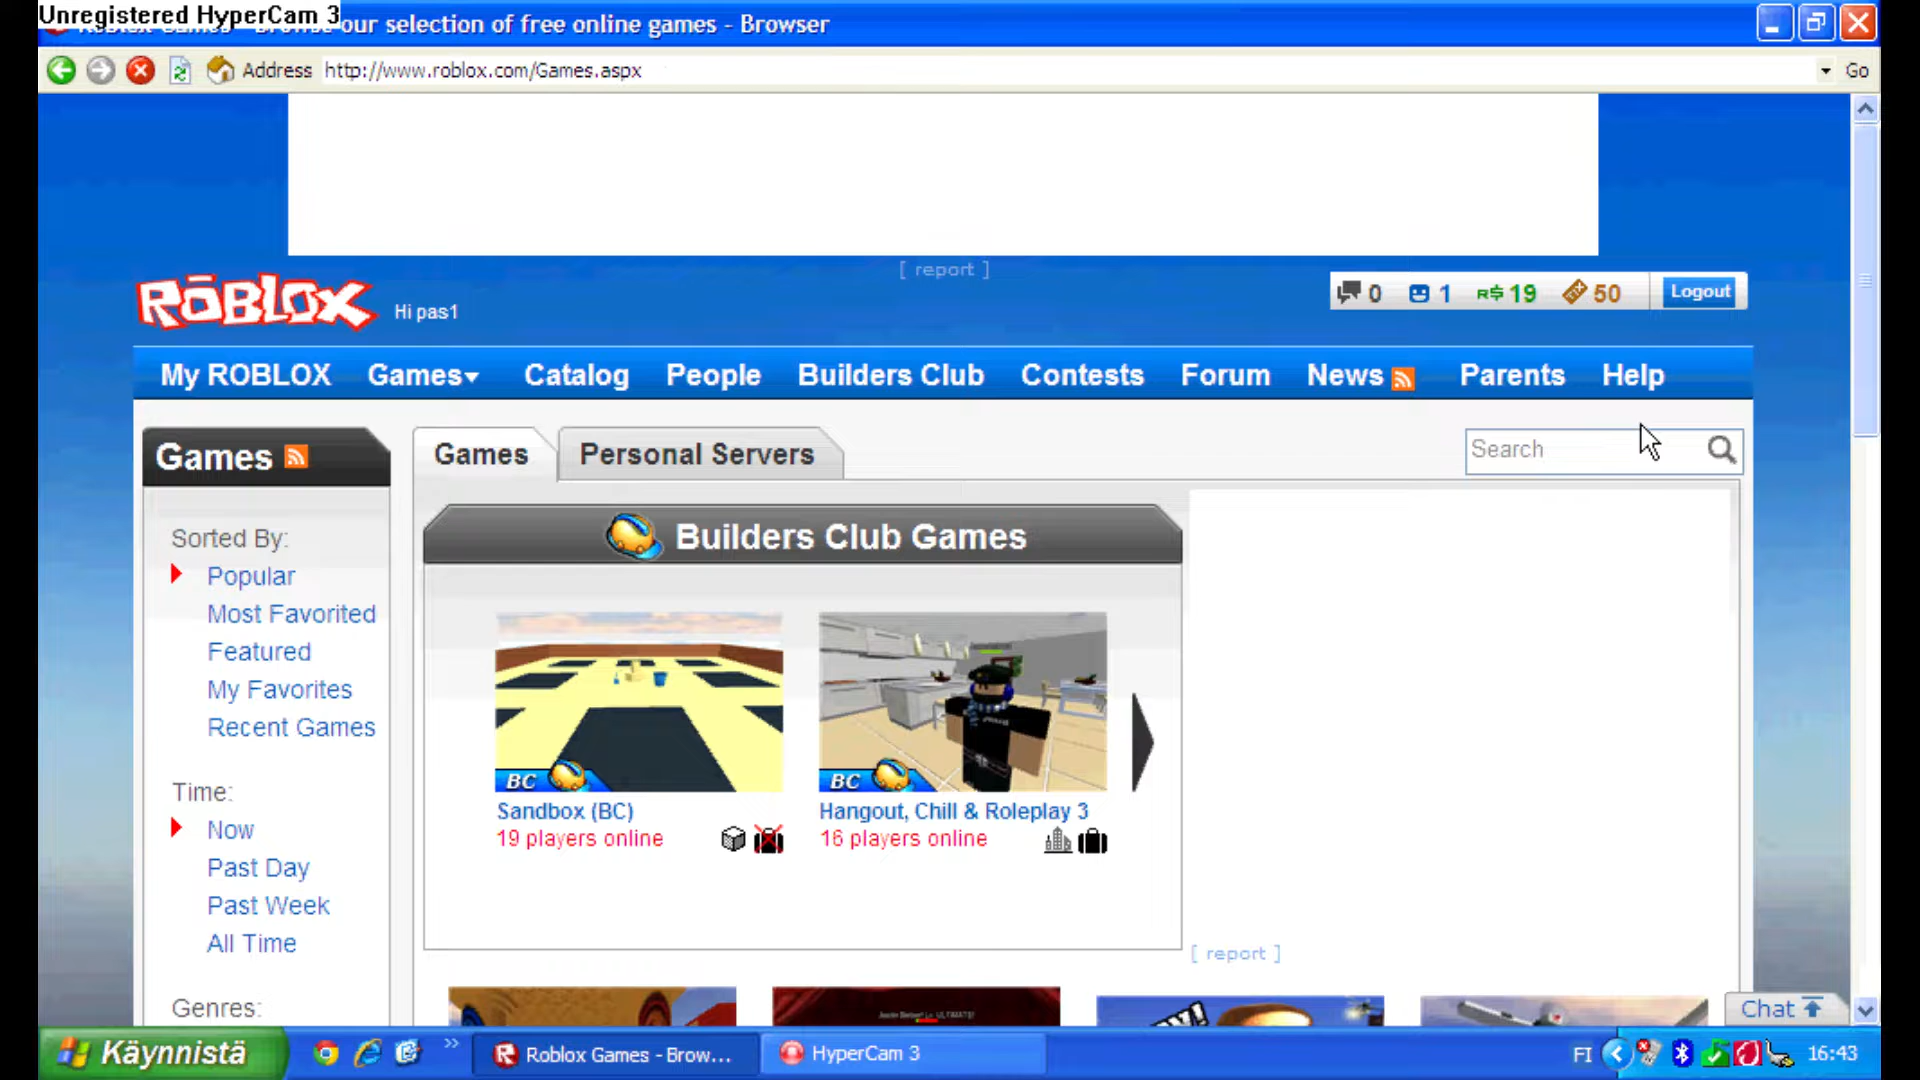 Unregistered HyperCam 3
our selection of free online games - Browser
Address http://www.roblox.com/Games.aspx Go
[ report ]
ROBLOX Hi pas1 0 1 R$ 19 50 Logout
My ROBLOX Games Catalog People Builders Club Contests Forum News Parents Help
Games Games Personal Servers Search
Builders Club Games
Sorted By:
Popular
Most Favorited
Featured
My Favorites
Recent Games
BC BC
Sandbox (BC) Hangout, Chill & Roleplay 3
19 players online 16 players online
Time:
Now
Past Day
Past Week
All Time
[ report ]
Genres:
Chat
Käynnistä » Roblox Games - Brow... HyperCam 3 FI 16:43